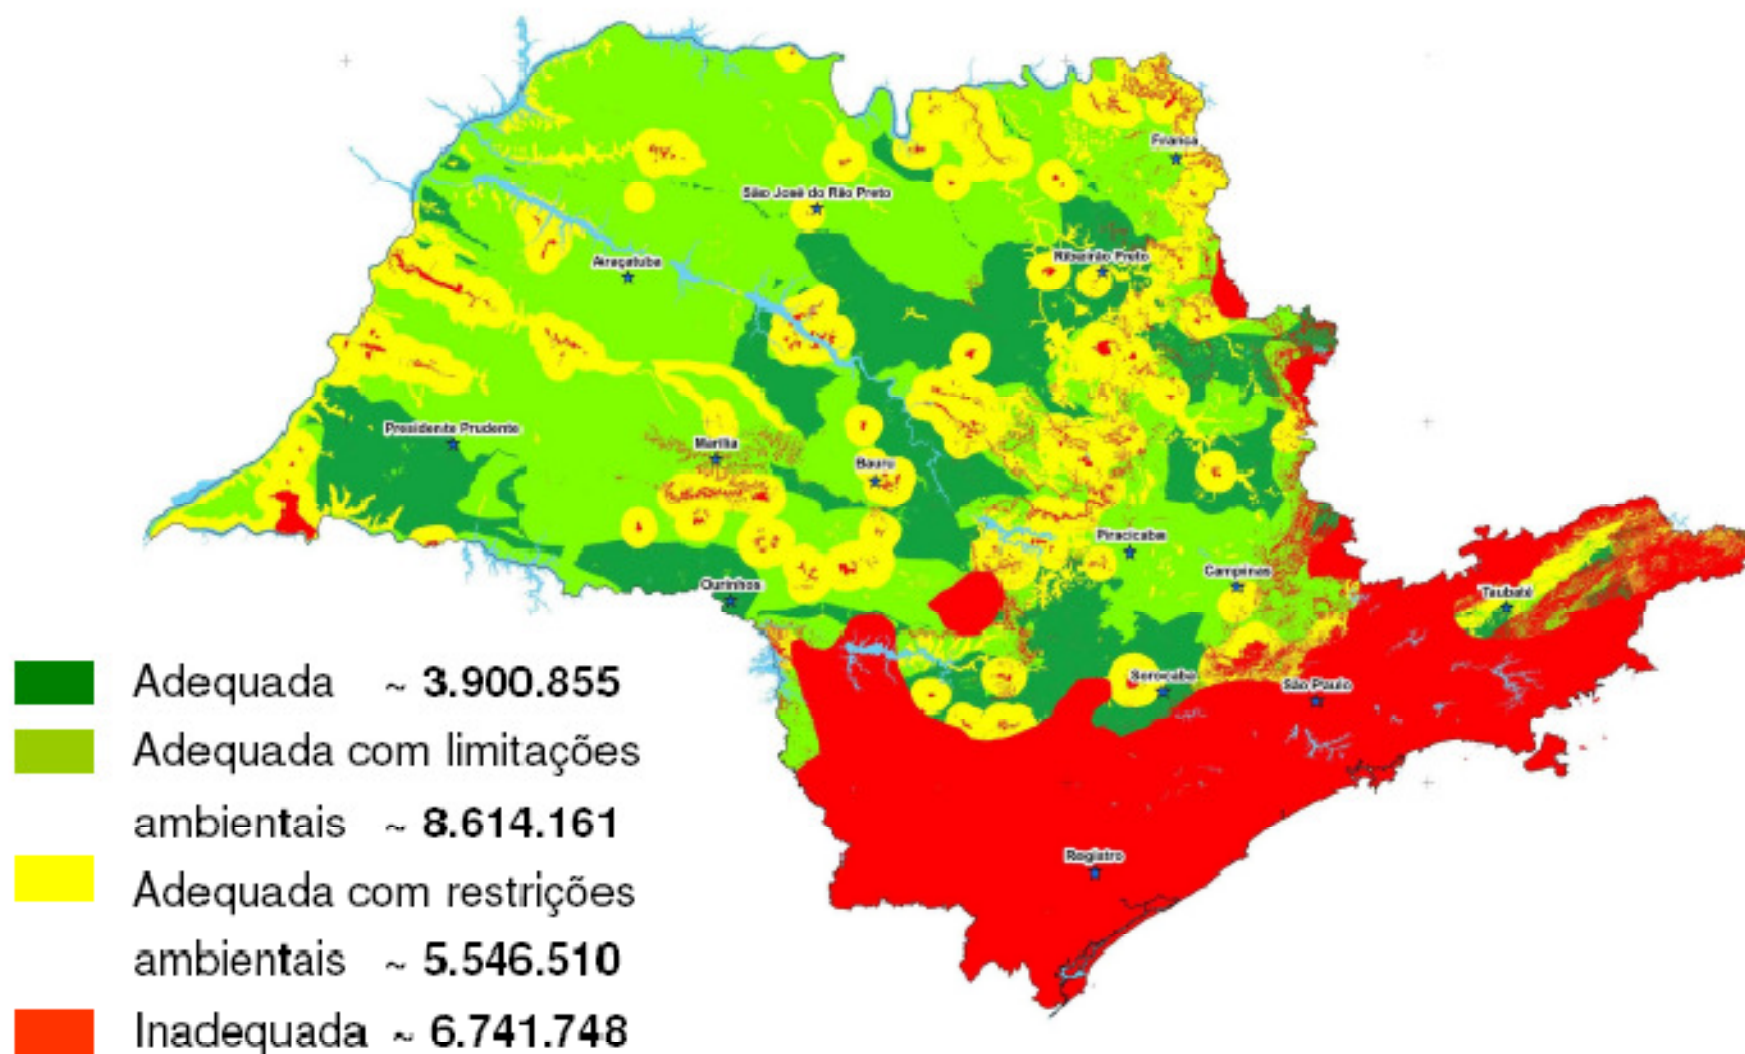 Franca
São José do Rio Preto
Araçatuba
Ribeirão Preto
Presidente Prudente
Marília
Bauru
Piracicaba
Campinas
Ourinhos
Taubaté
Sorocaba
São Paulo
Registro
Adequada ~ 3.900.855
Adequada com limitações
ambientais ~ 8.614.161
Adequada com restrições
ambientais ~ 5.546.510
Inadequada ~ 6.741.748